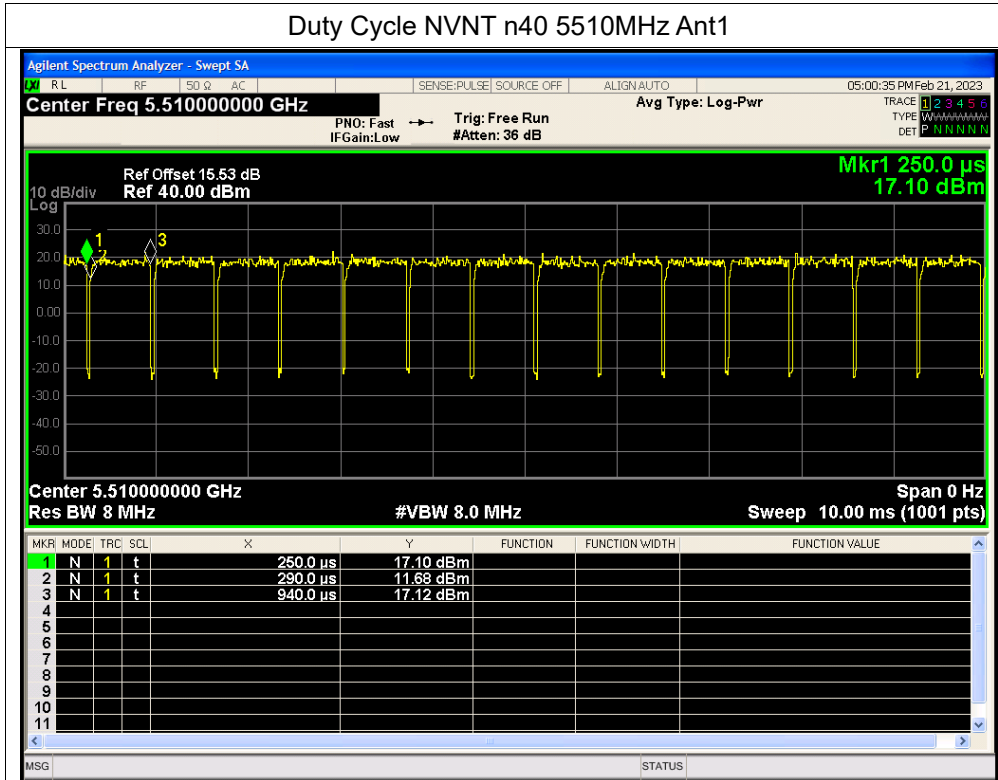 Duty Cycle NVNT n40 5510MHz Ant1
Agilent Spectrum Analyzer - Swept SA
LXI RL RF 50 Ω AC SENSE:PULSE SOURCE OFF ALIGN AUTO 05:00:35 PM Feb 21, 2023
Center Freq 5.510000000 GHz Avg Type: Log-Pwr TRACE 1 2 3 4 5 6
PNO: Fast Trig: Free Run TYPE WWWWWW
IFGain:Low #Atten: 36 dB DET P N N N N N
Mkr1 250.0 µs
Ref Offset 15.53 dB
10 dB/div Ref 40.00 dBm 17.10 dBm
Log
30.0
1 2 3
20.0
10.0
0.00
-10.0
-20.0
-30.0
-40.0
-50.0
Center 5.510000000 GHz Span 0 Hz
Res BW 8 MHz #VBW 8.0 MHz Sweep 10.00 ms (1001 pts)
MKR MODE TRC SCL X Y FUNCTION FUNCTION WIDTH FUNCTION VALUE
1 N 1 t 250.0 µs 17.10 dBm
2 N 1 t 290.0 µs 11.68 dBm
3 N 1 t 940.0 µs 17.12 dBm
4
5
6
7
8
9
10
11
MSG STATUS